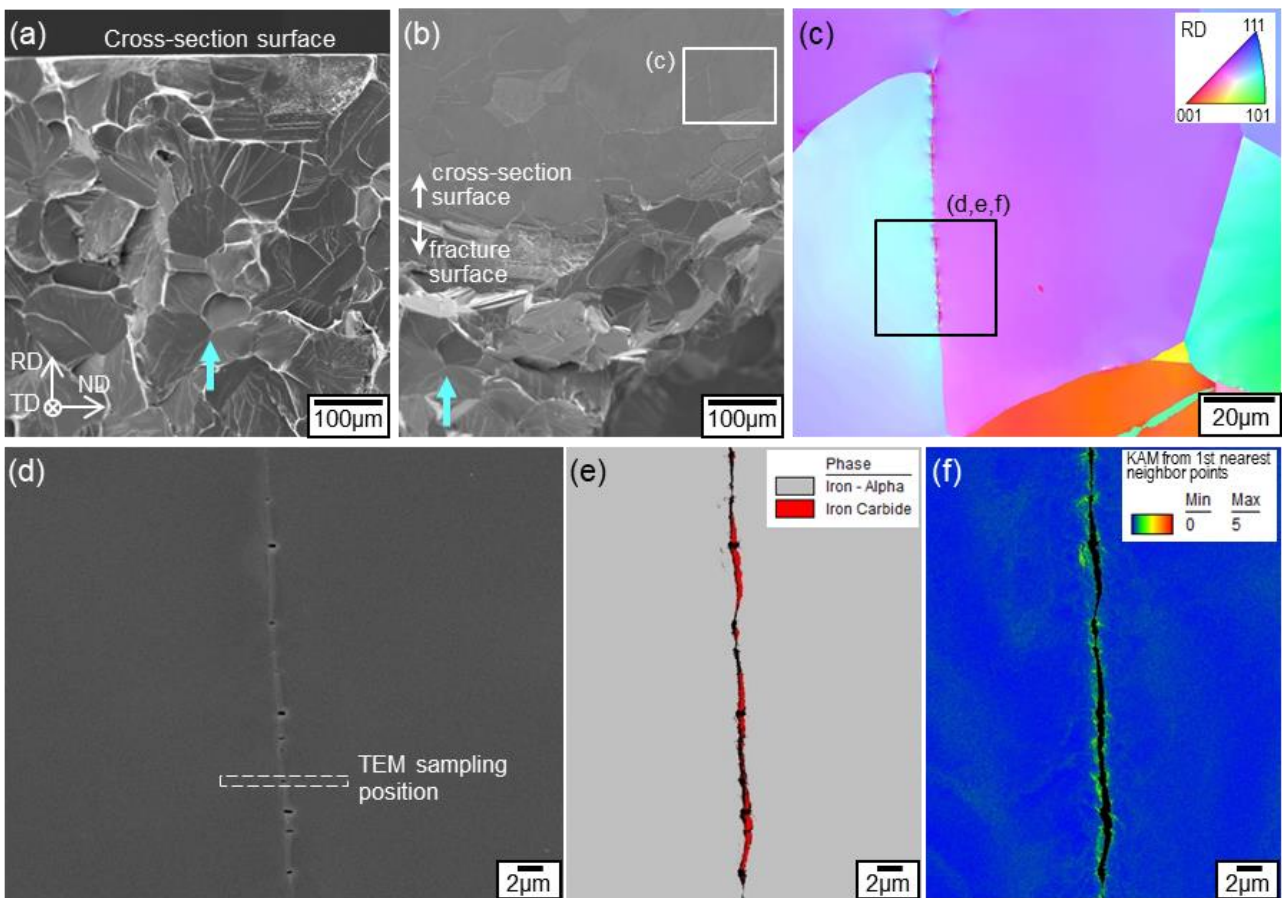 (a)
Cross-section surface
RD
ND
TD
100μm
(b)
(c)
cross-section
surface
fracture
surface
100μm
(c)
RD
111
001
101
(d,e,f)
20μm
(d)
TEM sampling
position
2μm
(e)
Phase
Iron - Alpha
Iron Carbide
2μm
(f)
KAM from 1st nearest
neighbor points
Min Max
0 5
2μm